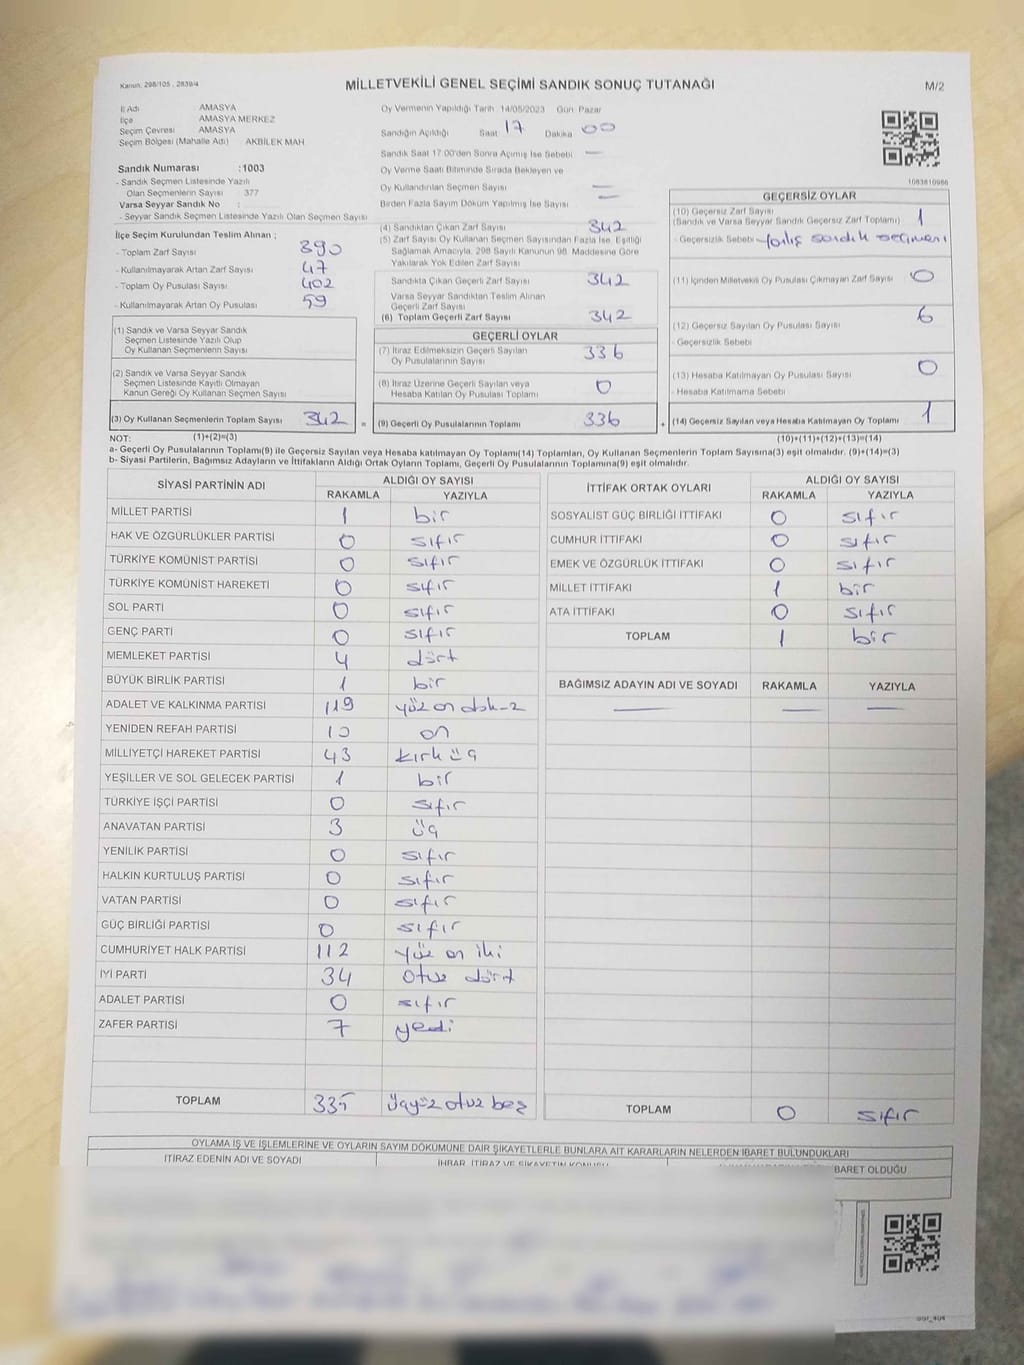 Kanun: 298/105 , 2839/4
MİLLETVEKİLİ GENEL SEÇİMİ SANDIK SONUÇ TUTANAĞI
M/2
İl Adı : AMASYA
İlçe : AMASYA MERKEZ
Seçim Çevresi : AMASYA
Seçim Bölgesi (Mahalle Adı) : AKBİLEK MAH
Sandık Numarası :1003
- Sandık Seçmen Listesinde Yazılı
Olan Seçmenlerin Sayısı : 377
Varsa Seyyar Sandık No :
- Seyyar Sandık Seçmen Listesinde Yazılı Olan Seçmen Sayısı
İlçe Seçim Kurulundan Teslim Alınan ;
- Toplam Zarf Sayısı 390
- Kullanılmayarak Artan Zarf Sayısı 47
- Toplam Oy Pusulası Sayısı 402
- Kullanılmayarak Artan Oy Pusulası 59
(1) Sandık ve Varsa Seyyar Sandık
Seçmen Listesinde Yazılı Olup
Oy Kullanan Seçmenlerin Sayısı
(2) Sandık ve Varsa Seyyar Sandık
Seçmen Listesinde Kayıtlı Olmayan
Kanun Gereği Oy Kullanan Seçmen Sayısı
(3) Oy Kullanan Seçmenlerin Toplam Sayısı 342
Oy Vermenin Yapıldığı Tarih: 14/05/2023 Gün: Pazar
Sandığın Açıldığı Saat: 17 Dakika 00
Sandık Saat 17:00'den Sonra Açımış İse Sebebi : —
Oy Verme Saati Bitiminde Sırada Bekleyen ve
Oy Kullandırılan Seçmen Sayısı —
Birden Fazla Sayım Döküm Yapılmış İse Sayısı —
(4) Sandıktan Çıkan Zarf Sayısı 342
(5) Zarf Sayısı Oy Kullanan Seçmen Sayısından Fazla İse, Eşitliği
Sağlamak Amacıyla, 298 Sayılı Kanunun 98. Maddesine Göre
Yakılarak Yok Edilen Zarf Sayısı
Sandıkta Çıkan Geçerli Zarf Sayısı 342
Varsa Seyyar Sandıktan Teslim Alınan
Geçerli Zarf Sayısı
(6) Toplam Geçerli Zarf Sayısı 342
GEÇERLİ OYLAR
(7) İtiraz Edilmeksizin Geçerli Sayılan
Oy Pusulalarının Sayısı 336
(8) İtiraz Üzerine Geçerli Sayılan veya
Hesaba Katılan Oy Pusulası Toplamı 0
= (9) Geçerli Oy Pusulalarının Toplamı 336
1083810986
GEÇERSİZ OYLAR
(10) Geçersiz Zarf Sayısı
(Sandık ve Varsa Seyyar Sandık Geçersiz Zarf Toplamı) 1
- Geçersizlik Sebebi sandık seçmeni
(11) İçinden Milletvekili Oy Pusulası Çıkmayan Zarf Sayısı 0
(12) Geçersiz Sayılan Oy Pusulası Sayısı 6
- Geçersizlik Sebebi
(13) Hesaba Katılmayan Oy Pusulası Sayısı 0
- Hesaba Katılmama Sebebi
+ (14) Geçersiz Sayılan veya Hesaba Katılmayan Oy Toplamı 1
NOT: (1)+(2)=(3) (10)+(11)+(12)+(13)=(14)
a- Geçerli Oy Pusulalarının Toplamı(9) ile Geçersiz Sayılan veya Hesaba katılmayan Oy Toplamı(14) Toplamları, Oy Kullanan Seçmenlerin Toplam Sayısına(3) eşit olmalıdır. (9)+(14)=(3)
b- Siyasi Partilerin, Bağımsız Adayların ve İttifakların Aldığı Ortak Oyların Toplamı, Geçerli Oy Pusulalarının Toplamına(9) eşit olmalıdır.
SİYASİ PARTİNİN ADI ALDIĞI OY SAYISI
RAKAMLA YAZIYLA
MİLLET PARTİSİ 1 bir
HAK VE ÖZGÜRLÜKLER PARTİSİ 0 sıfır
TÜRKİYE KOMÜNİST PARTİSİ 0 sıfır
TÜRKİYE KOMÜNİST HAREKETİ 0 sıfır
SOL PARTİ 0 sıfır
GENÇ PARTİ 0 sıfır
MEMLEKET PARTİSİ 4 dört
BÜYÜK BİRLİK PARTİSİ 1 bir
ADALET VE KALKINMA PARTİSİ 119 yüz on
YENİDEN REFAH PARTİSİ 10 on
MİLLİYETÇİ HAREKET PARTİSİ 43 kırk üç
YEŞİLLER VE SOL GELECEK PARTİSİ 1 bir
TÜRKİYE İŞÇİ PARTİSİ 0 sıfır
ANAVATAN PARTİSİ 3 üç
YENİLİK PARTİSİ 0 sıfır
HALKIN KURTULUŞ PARTİSİ 0 sıfır
VATAN PARTİSİ 0 sıfır
GÜÇ BİRLİĞİ PARTİSİ 0 sıfır
CUMHURİYET HALK PARTİSİ 112 yüz on iki
İYİ PARTİ 34 otuz dört
ADALET PARTİSİ 0 sıfır
ZAFER PARTİSİ 7 yedi
TOPLAM 335 üçyüz otuz beş
İTTİFAK ORTAK OYLARI ALDIĞI OY SAYISI
RAKAMLA YAZIYLA
SOSYALİST GÜÇ BİRLİĞİ İTTİFAKI 0 sıfır
CUMHUR İTTİFAKI 0 sıfır
EMEK VE ÖZGÜRLÜK İTTİFAKI 0 sıfır
MİLLET İTTİFAKI 1 bir
ATA İTTİFAKI 0 sıfır
TOPLAM 1 bir
BAĞIMSIZ ADAYIN ADI VE SOYADI RAKAMLA YAZIYLA
— — —
TOPLAM 0 sıfır
OYLAMA İŞ VE İŞLEMLERİNE VE OYLARIN SAYIM DÖKÜMÜNE DAİR ŞİKAYETLERLE BUNLARA AİT KARARLARIN NELERDEN İBARET BULUNDUKLARI
İTİRAZ EDENİN ADI VE SOYADI
İHBAR, İTİRAZ VE ŞİKAYETİN KONUSU
İBARET OLDUĞU